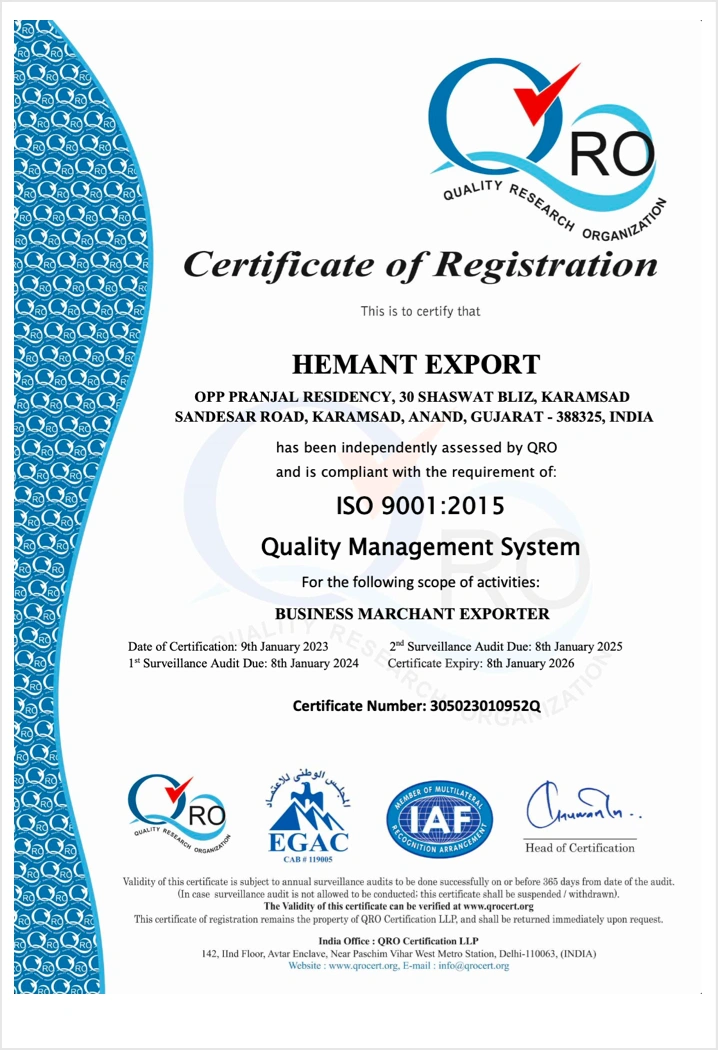 QRO
QUALITY RESEARCH ORGANIZATION
Certificate of Registration
This is to certify that
HEMANT EXPORT
OPP PRANJAL RESIDENCY, 30 SHASWAT BLIZ, KARAMSAD
SANDESAR ROAD, KARAMSAD, ANAND, GUJARAT - 388325, INDIA
has been independently assessed by QRO
and is compliant with the requirement of:
ISO 9001:2015
Quality Management System
For the following scope of activities:
BUSINESS MARCHANT EXPORTER
Date of Certification: 9th January 2023 2nd Surveillance Audit Due: 8th January 2025
1st Surveillance Audit Due: 8th January 2024 Certificate Expiry: 8th January 2026
Certificate Number: 305023010952Q
QRO
QUALITY RESEARCH ORGANIZATION
المجلس الوطنى للاعتماد
EGAC
CAB # 119005
MEMBER OF MULTILATERAL
IAF
RECOGNITION ARRANGEMENT
Head of Certification
Validity of this certificate is subject to annual surveillance audits to be done successfully on or before 365 days from date of the audit.
(In case surveillance audit is not allowed to be conducted; this certificate shall be suspended / withdrawn).
The Validity of this certificate can be verified at www.qrocert.org
This certificate of registration remains the property of QRO Certification LLP, and shall be returned immediately upon request.
India Office : QRO Certification LLP
142, IInd Floor, Avtar Enclave, Near Paschim Vihar West Metro Station, Delhi-110063, (INDIA)
Website : www.qrocert.org, E-mail : info@qrocert.org